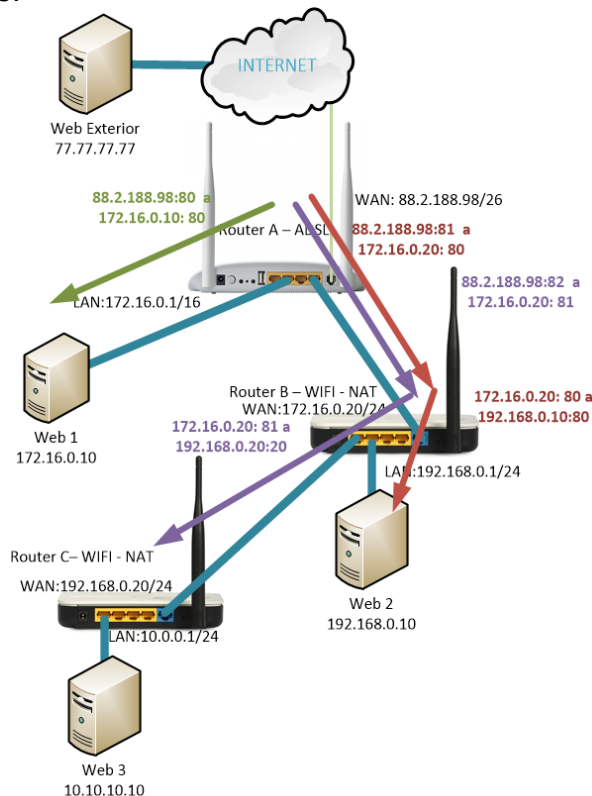 INTERNET
Web Exterior
77.77.77.77
88.2.188.98:80 a
172.16.0.10: 80
WAN: 88.2.188.98/26
Router A – ADSL
88.2.188.98:81 a
172.16.0.20: 80
88.2.188.98:82 a
172.16.0.20: 81
LAN:172.16.0.1/16
Web 1
172.16.0.10
Router B – WIFI - NAT
WAN:172.16.0.20/24
172.16.0.20: 80 a
192.168.0.10:80
172.16.0.20: 81 a
192.168.0.20:20
LAN:192.168.0.1/24
Router C– WIFI - NAT
WAN:192.168.0.20/24
LAN:10.0.0.1/24
Web 2
192.168.0.10
Web 3
10.10.10.10